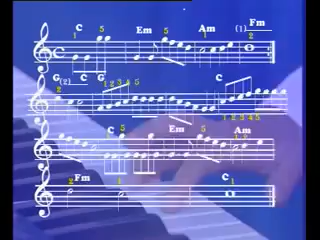 C 5 Em 5 Am (1) Fm
1 1 2
G (2) C G C
2 1 2 3 4 5
1 2 3 4 5
C 5 Em 5 Am
Fm C
2 1